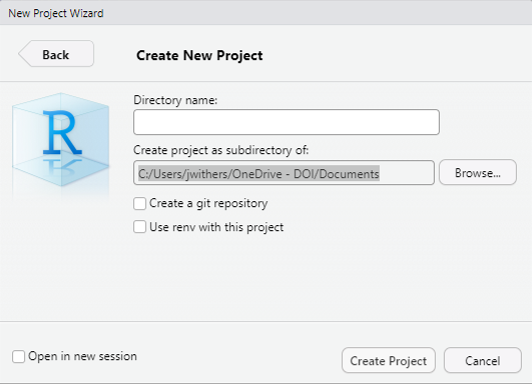 New Project Wizard
Back
Create New Project
R
Directory name:
Create project as subdirectory of:
C:/Users/jwithers/OneDrive - DOI/Documents
Browse...
Create a git repository
Use renv with this project
Open in new session
Create Project
Cancel